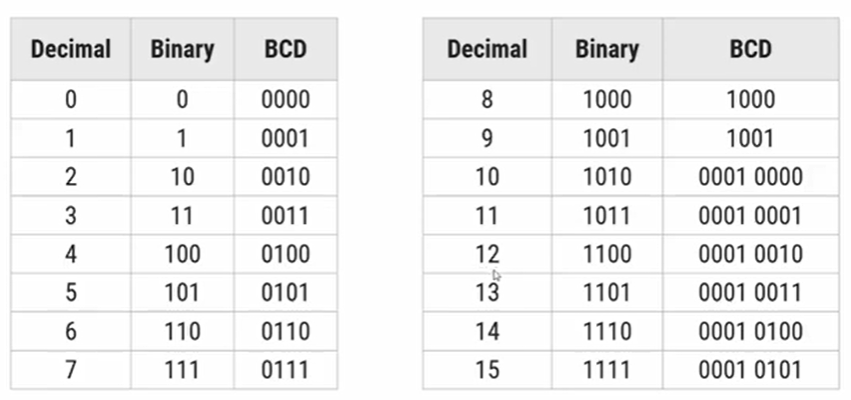 Decimal Binary BCD
0 0 0000
1 1 0001
2 10 0010
3 11 0011
4 100 0100
5 101 0101
6 110 0110
7 111 0111
Decimal Binary BCD
8 1000 1000
9 1001 1001
10 1010 0001 0000
11 1011 0001 0001
12 1100 0001 0010
13 1101 0001 0011
14 1110 0001 0100
15 1111 0001 0101